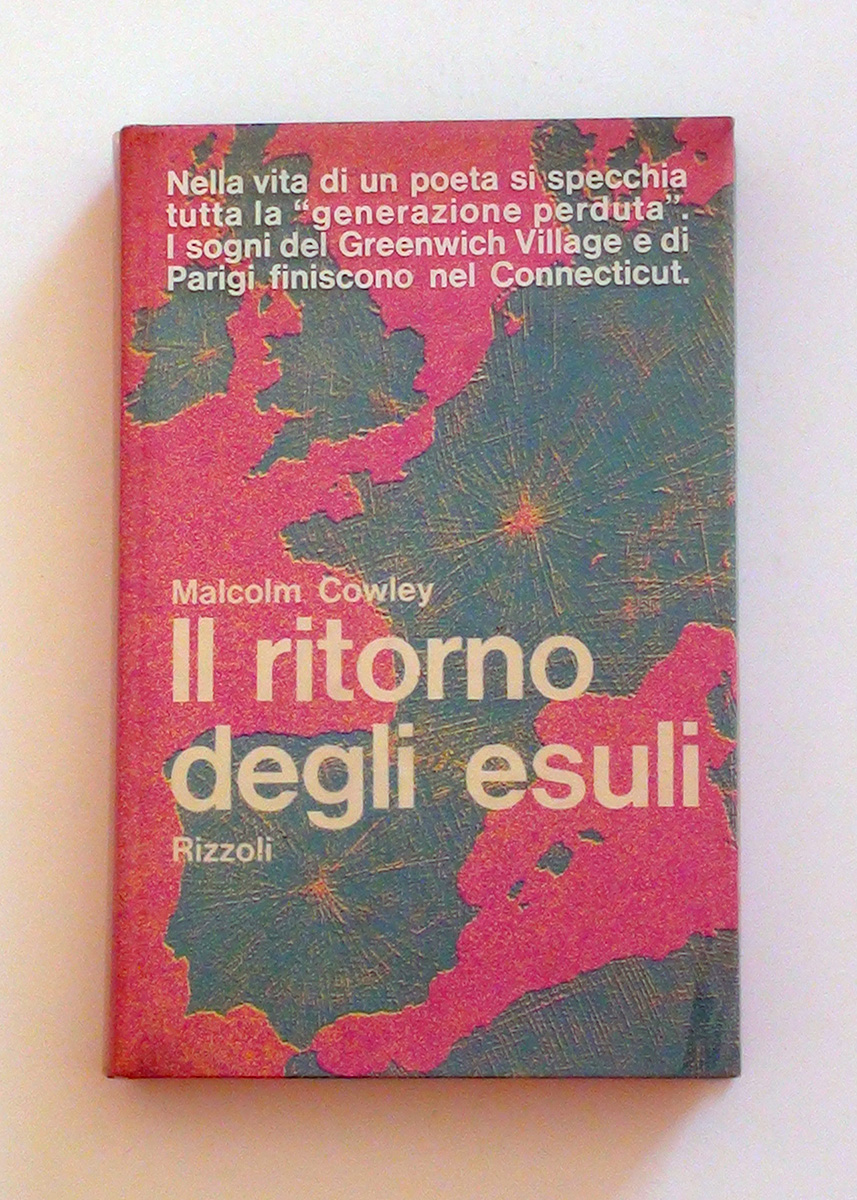 Nella vita di un poeta si specchia
tutta la “generazione perduta”.
I sogni del Greenwich Village e di
Parigi finiscono nel Connecticut.
Malcolm Cowley
Il ritorno
degli esuli
Rizzoli